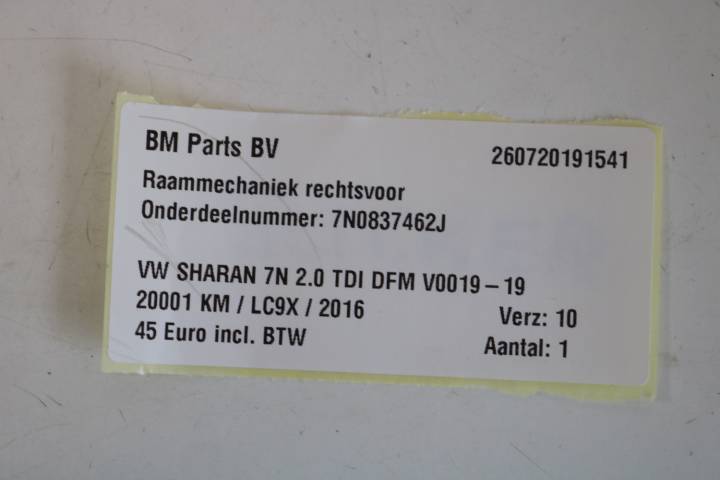 BM Parts BV 260720191541
Raammechaniek rechtsvoor
Onderdeelnummer: 7N0837462J
VW SHARAN 7N 2.0 TDI DFM V0019-19
20001 KM / LC9X / 2016 Verz: 10
45 Euro incl. BTW Aantal: 1